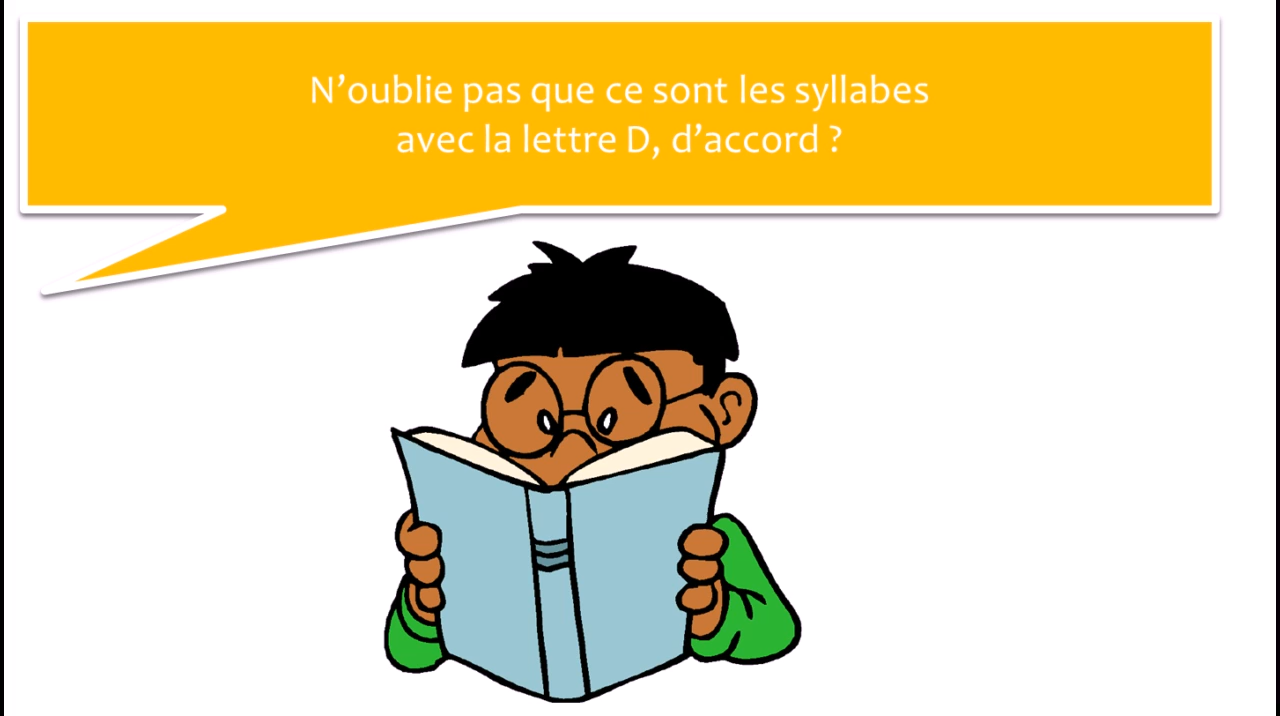 N’oublie pas que ce sont les syllabes
avec la lettre D, d’accord ?